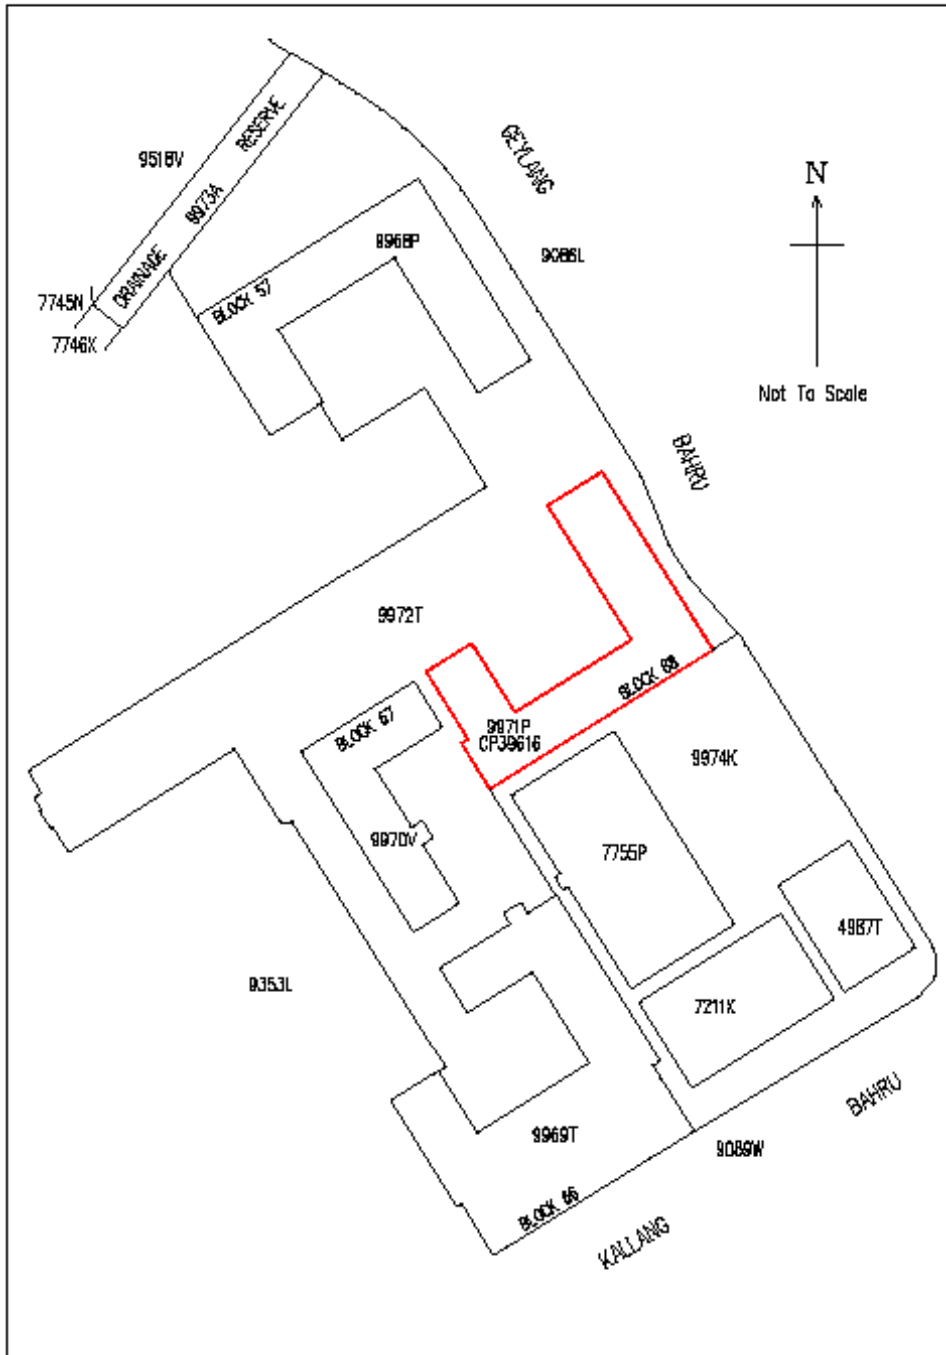 GEYLANG
RESERVE
9518V
9973A
N
9968P
9086L
DRAINAGE
BLOCK 57
7745N
7746X
Not To Scale
BAHRU
9972T
BLOCK 68
BLOCK 67
9971P
CP39616
9974K
9970V
7755P
4987T
9353L
7211K
BAHRU
9969T
9089W
BLOCK 66
KALLANG